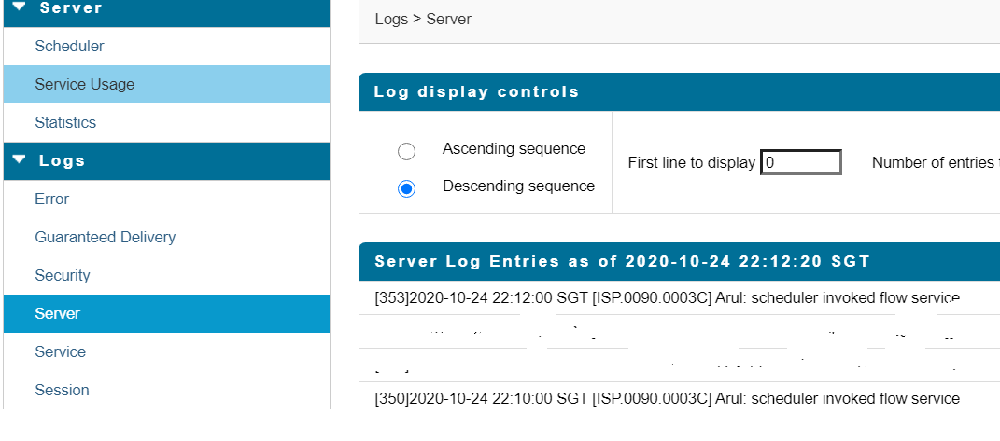 Server
Scheduler
Service Usage
Statistics
Logs
Error
Guaranteed Delivery
Security
Server
Service
Session
Logs > Server
Log display controls
Ascending sequence
Descending sequence
First line to display 0
Number of entries
Server Log Entries as of 2020-10-24 22:12:20 SGT
[353]2020-10-24 22:12:00 SGT [ISP.0090.0003C] Arul: scheduler invoked flow service
[350]2020-10-24 22:10:00 SGT [ISP.0090.0003C] Arul: scheduler invoked flow service